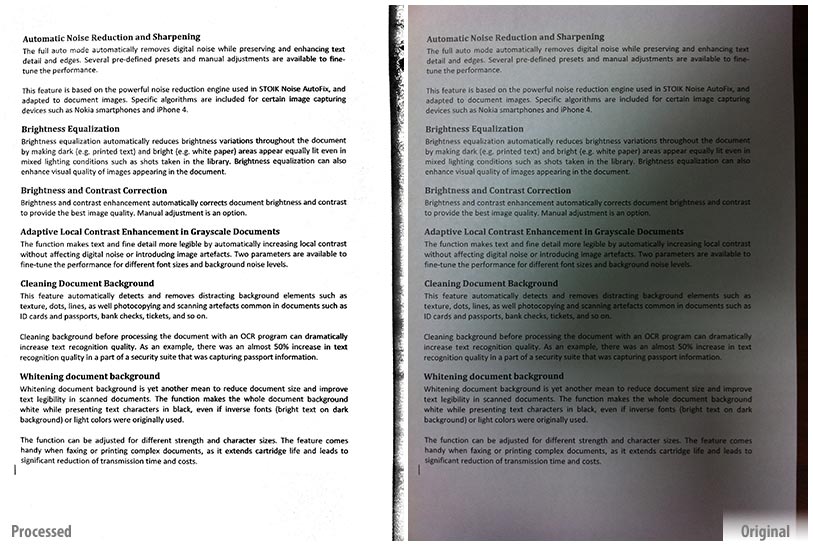 Automatic Noise Reduction and Sharpening
The full auto mode automatically removes digital noise while preserving and enhancing text
detail and edges. Several pre-defined presets and manual adjustments are available to fine-
tune the performance.
This feature is based on the powerful noise reduction engine used in STOIK Noise AutoFix, and
adapted to document images. Specific algorithms are included for certain image capturing
devices such as Nokia smartphones and iPhone 4.
Brightness Equalization
Brightness equalization automatically reduces brightness variations throughout the document
by making dark (e.g. printed text) and bright (e.g. white paper) areas appear equally lit even in
mixed lighting conditions such as shots taken in the library. Brightness equalization can also
enhance visual quality of images appearing in the document.
Brightness and Contrast Correction
Brightness and contrast enhancement automatically corrects document brightness and contrast
to provide the best image quality. Manual adjustment is an option.
Adaptive Local Contrast Enhancement in Grayscale Documents
The function makes text and fine detail more legible by automatically increasing local contrast
without affecting digital noise or introducing image artefacts. Two parameters are available to
fine-tune the performance for different font sizes and background noise levels.
Cleaning Document Background
This feature automatically detects and removes distracting background elements such as
texture, dots, lines, as well photocopying and scanning artefacts common in documents such as
ID cards and passports, bank checks, tickets, and so on.
Cleaning background before processing the document with an OCR program can dramatically
increase text recognition quality. As an example, there was an almost 50% increase in text
recognition quality in a part of a security suite that was capturing passport information.
Whitening document background
Whitening document background is yet another mean to reduce document size and improve
text legibility in scanned documents. The function makes the whole document background
white while presenting text characters in black, even if inverse fonts (bright text on dark
background) or light colors were originally used.
The function can be adjusted for different strength and character sizes. The feature comes
handy when faxing or printing complex documents, as it extends cartridge life and leads to
significant reduction of transmission time and costs.
Processed
Automatic Noise Reduction and Sharpening
The full auto mode automatically removes digital noise while preserving and enhancing text
detail and edges. Several pre-defined presets and manual adjustments are available to fine-
tune the performance.
This feature is based on the powerful noise reduction engine used in STOIK Noise AutoFix, and
adapted to document images. Specific algorithms are included for certain image capturing
devices such as Nokia smartphones and iPhone 4.
Brightness Equalization
Brightness equalization automatically reduces brightness variations throughout the document
by making dark (e.g. printed text) and bright (e.g. white paper) areas appear equally lit even in
mixed lighting conditions such as shots taken in the library. Brightness equalization can also
enhance visual quality of images appearing in the document.
Brightness and Contrast Correction
Brightness and contrast enhancement automatically corrects document brightness and contrast
to provide the best image quality. Manual adjustment is an option.
Adaptive Local Contrast Enhancement in Grayscale Documents
The function makes text and fine detail more legible by automatically increasing local contrast
without affecting digital noise or introducing image artefacts. Two parameters are available to
fine-tune the performance for different font sizes and background noise levels.
Cleaning Document Background
This feature automatically detects and removes distracting background elements such as
texture, dots, lines, as well photocopying and scanning artefacts common in documents such as
ID cards and passports, bank checks, tickets, and so on.
Cleaning background before processing the document with an OCR program can dramatically
increase text recognition quality. As an example, there was an almost 50% increase in text
recognition quality in a part of a security suite that was capturing passport information.
Whitening document background
Whitening document background is yet another mean to reduce document size and improve
text legibility in scanned documents. The function makes the whole document background
white while presenting text characters in black, even if inverse fonts (bright text on dark
background) or light colors were originally used.
The function can be adjusted for different strength and character sizes. The feature comes
handy when faxing or printing complex documents, as it extends cartridge life and leads to
significant reduction of transmission time and costs.
Original